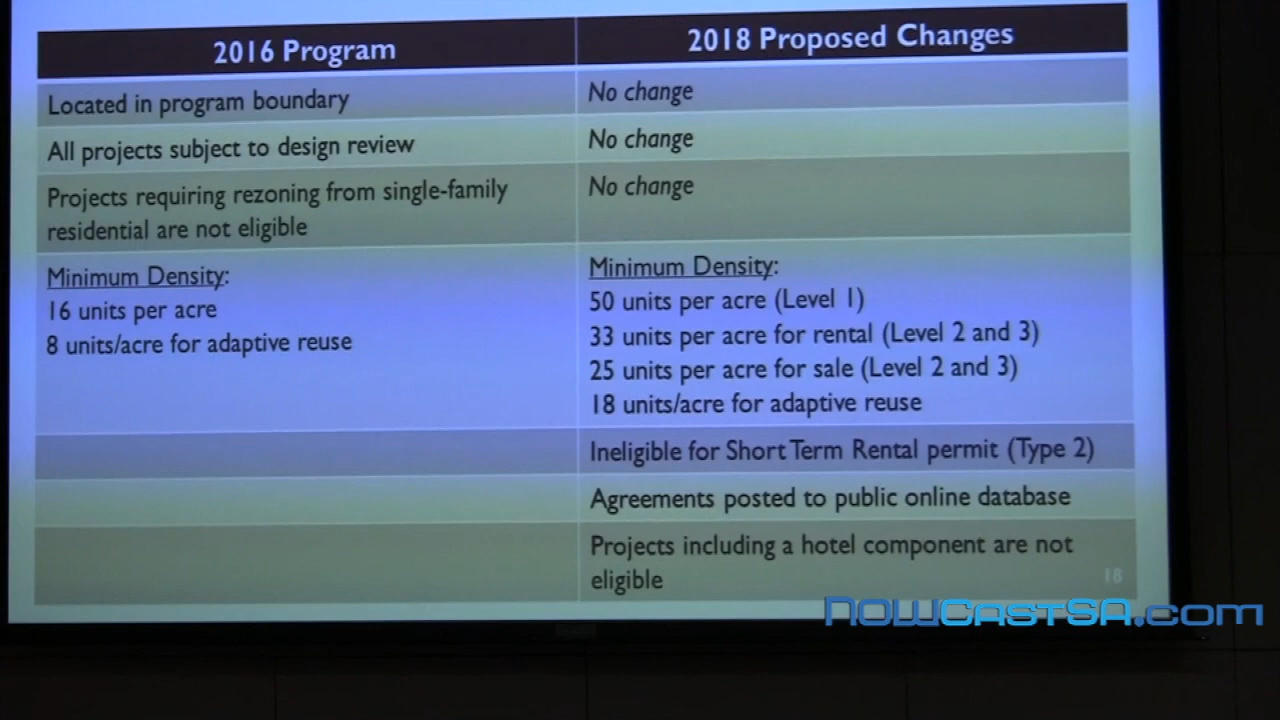 2016 Program
2018 Proposed Changes
Located in program boundary
No change
All projects subject to design review
No change
Projects requiring rezoning from single-family
residential are not eligible
No change
Minimum Density:
16 units per acre
8 units/acre for adaptive reuse
Minimum Density:
50 units per acre (Level 1)
33 units per acre for rental (Level 2 and 3)
25 units per acre for sale (Level 2 and 3)
18 units/acre for adaptive reuse
Ineligible for Short Term Rental permit (Type 2)
Agreements posted to public online database
Projects including a hotel component are not
eligible
18
NOWCastSA.com